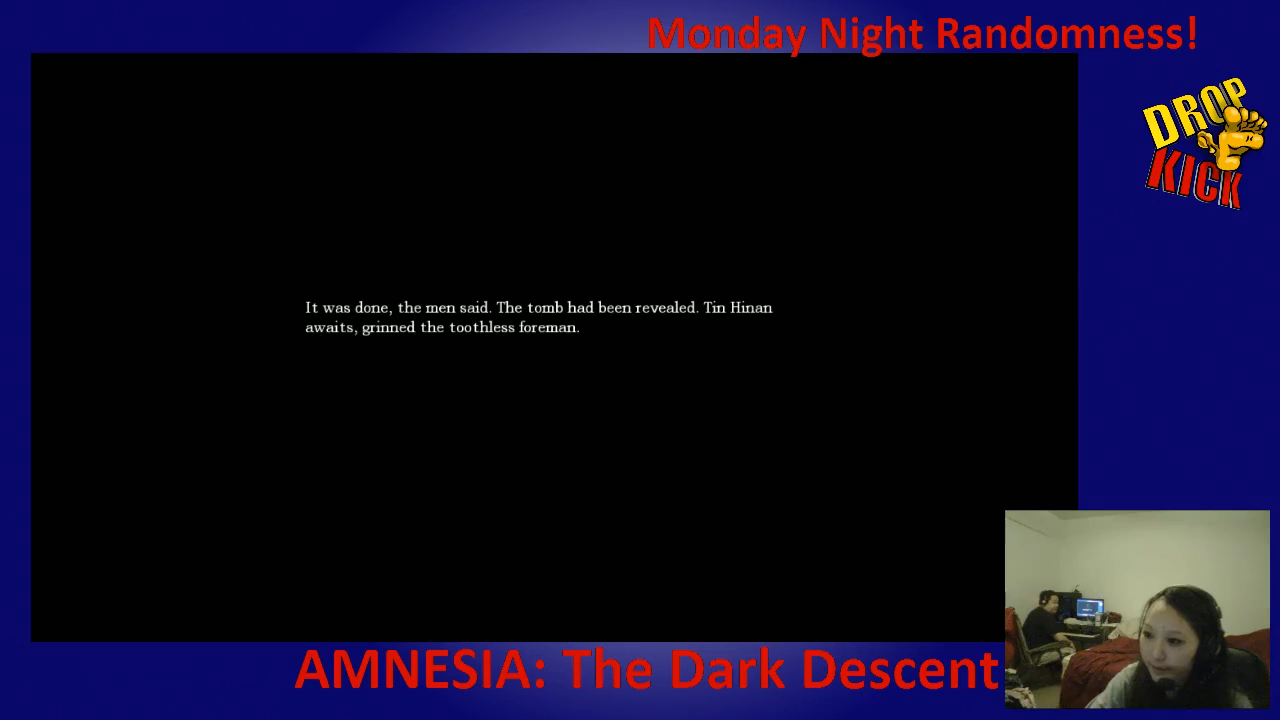 Monday Night Randomness!
DROP
KICK
It was done, the men said. The tomb had been revealed. Tin Hinan
awaits, grinned the toothless foreman.
AMNESIA: The Dark Descent